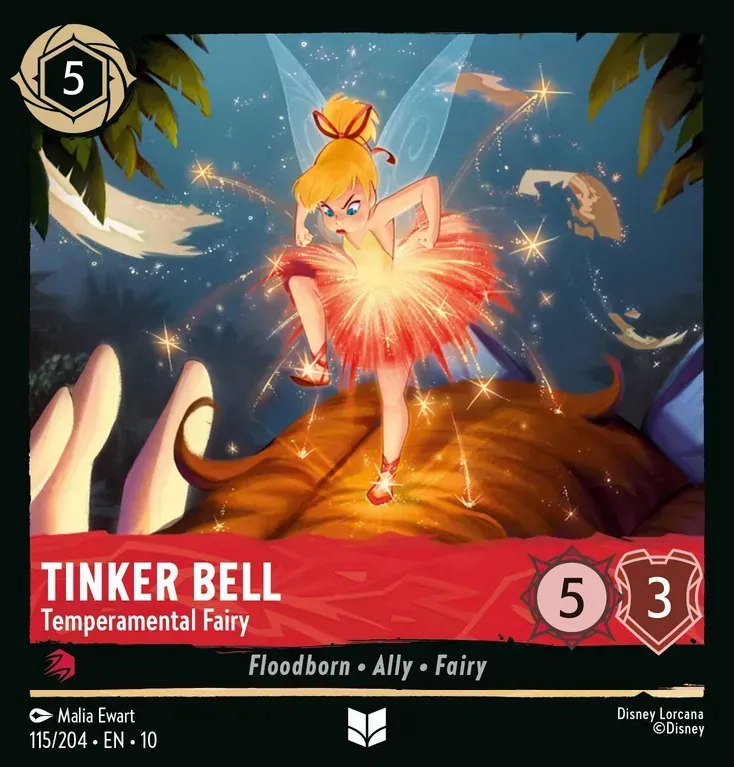 5
TINKER BELL
Temperamental Fairy
5 3
Floodborn • Ally • Fairy
Malia Ewart
115/204 • EN • 10
Disney Lorcana
©Disney